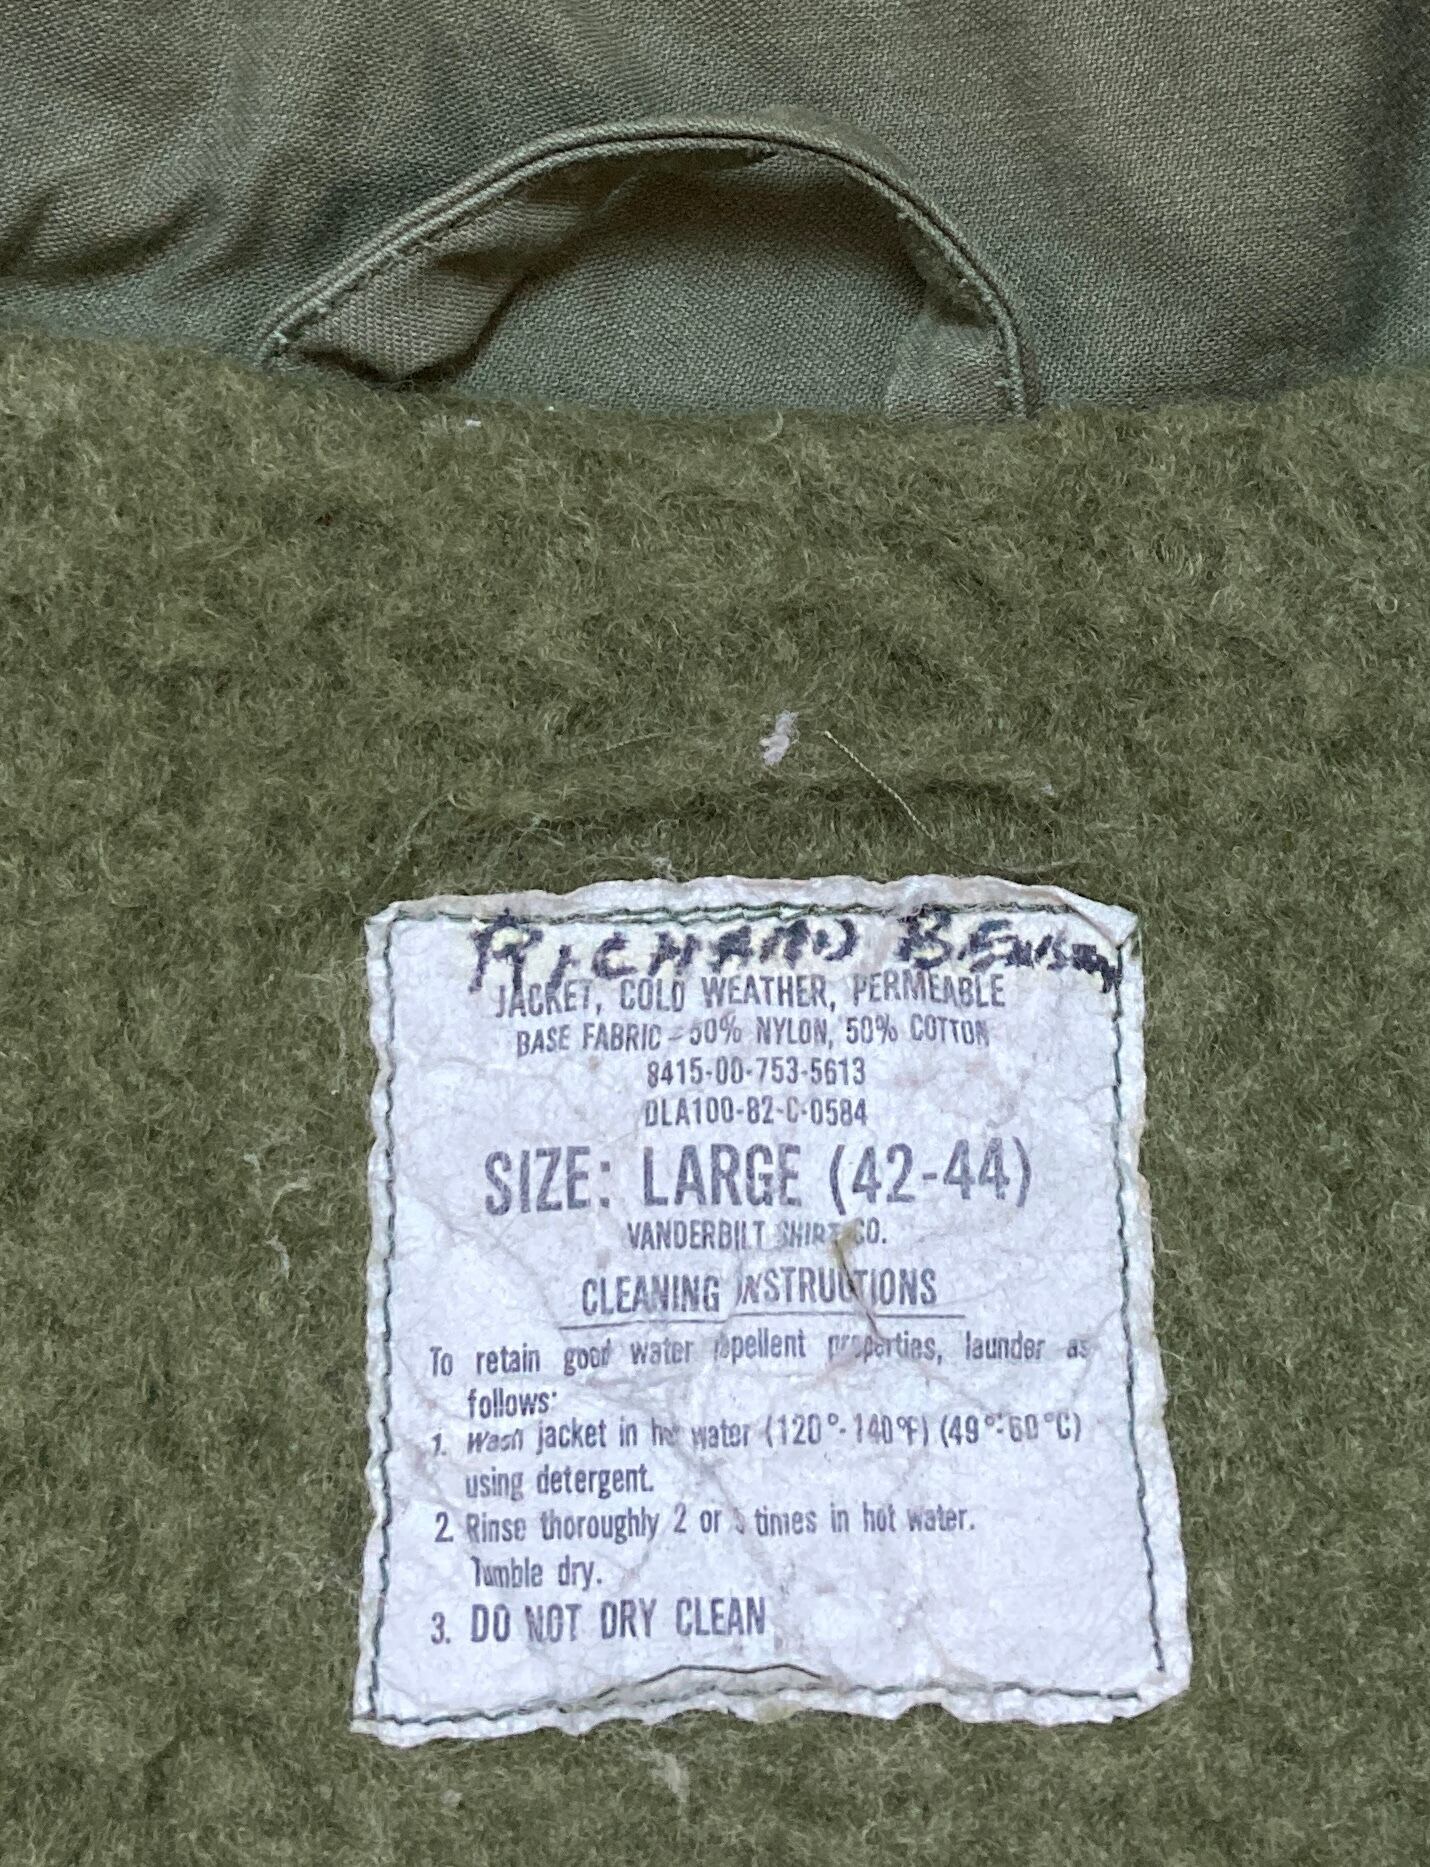 RICHARD BENSON
JACKET, COLD WEATHER, PERMEABLE
BASE FABRIC - 50% NYLON, 50% COTTON
8415-00-753-5613
DLA100-82-C-0584
SIZE: LARGE (42-44)
VANDERBILT SHIRT CO.
CLEANING INSTRUCTIONS
To retain good water repellent properties, launder as
follows:
1. Wash jacket in hot water (120°-140°F) (49°-60°C)
using detergent.
2. Rinse thoroughly 2 or 3 times in hot water.
Tumble dry.
3. DO NOT DRY CLEAN